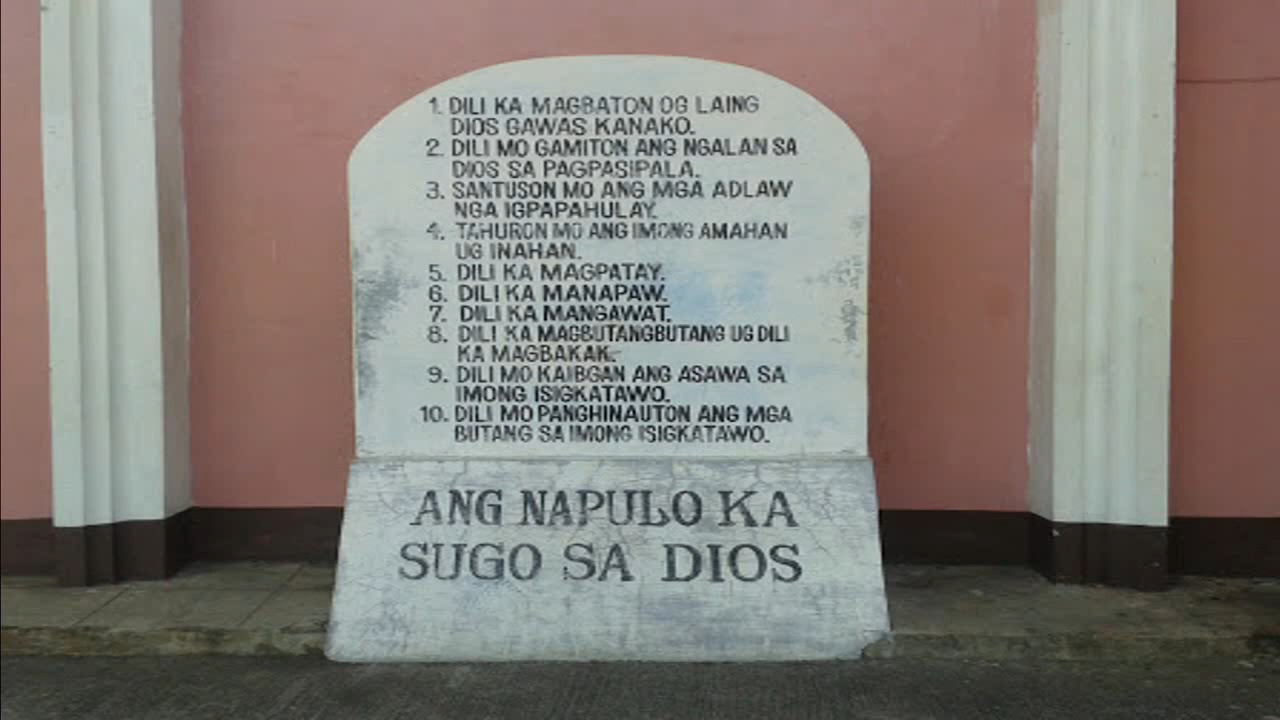 1. DILI KA MAGBATON OG LAING
DIOS GAWAS KANAKO.
2. DILI MO GAMITON ANG NGALAN SA
DIOS SA PAGPASIPALA.
3. SANTUSON MO ANG MGA ADLAW
NGA IGPAPAHULAY.
4. TAHURON MO ANG IMONG AMAHAN
UG INAHAN.
5. DILI KA MAGPATAY.
6. DILI KA MANAPAW.
7. DILI KA MANGAWAT.
8. DILI KA MAGBUTANGBUTANG UG DILI
KA MAGBAKAK.
9. DILI MO KAIBGAN ANG ASAWA SA
IMONG ISIGKATAWO.
10. DILI MO PANGHINAUTON ANG MGA
BUTANG SA IMONG ISIGKATAWO.
ANG NAPULO KA
SUGO SA DIOS